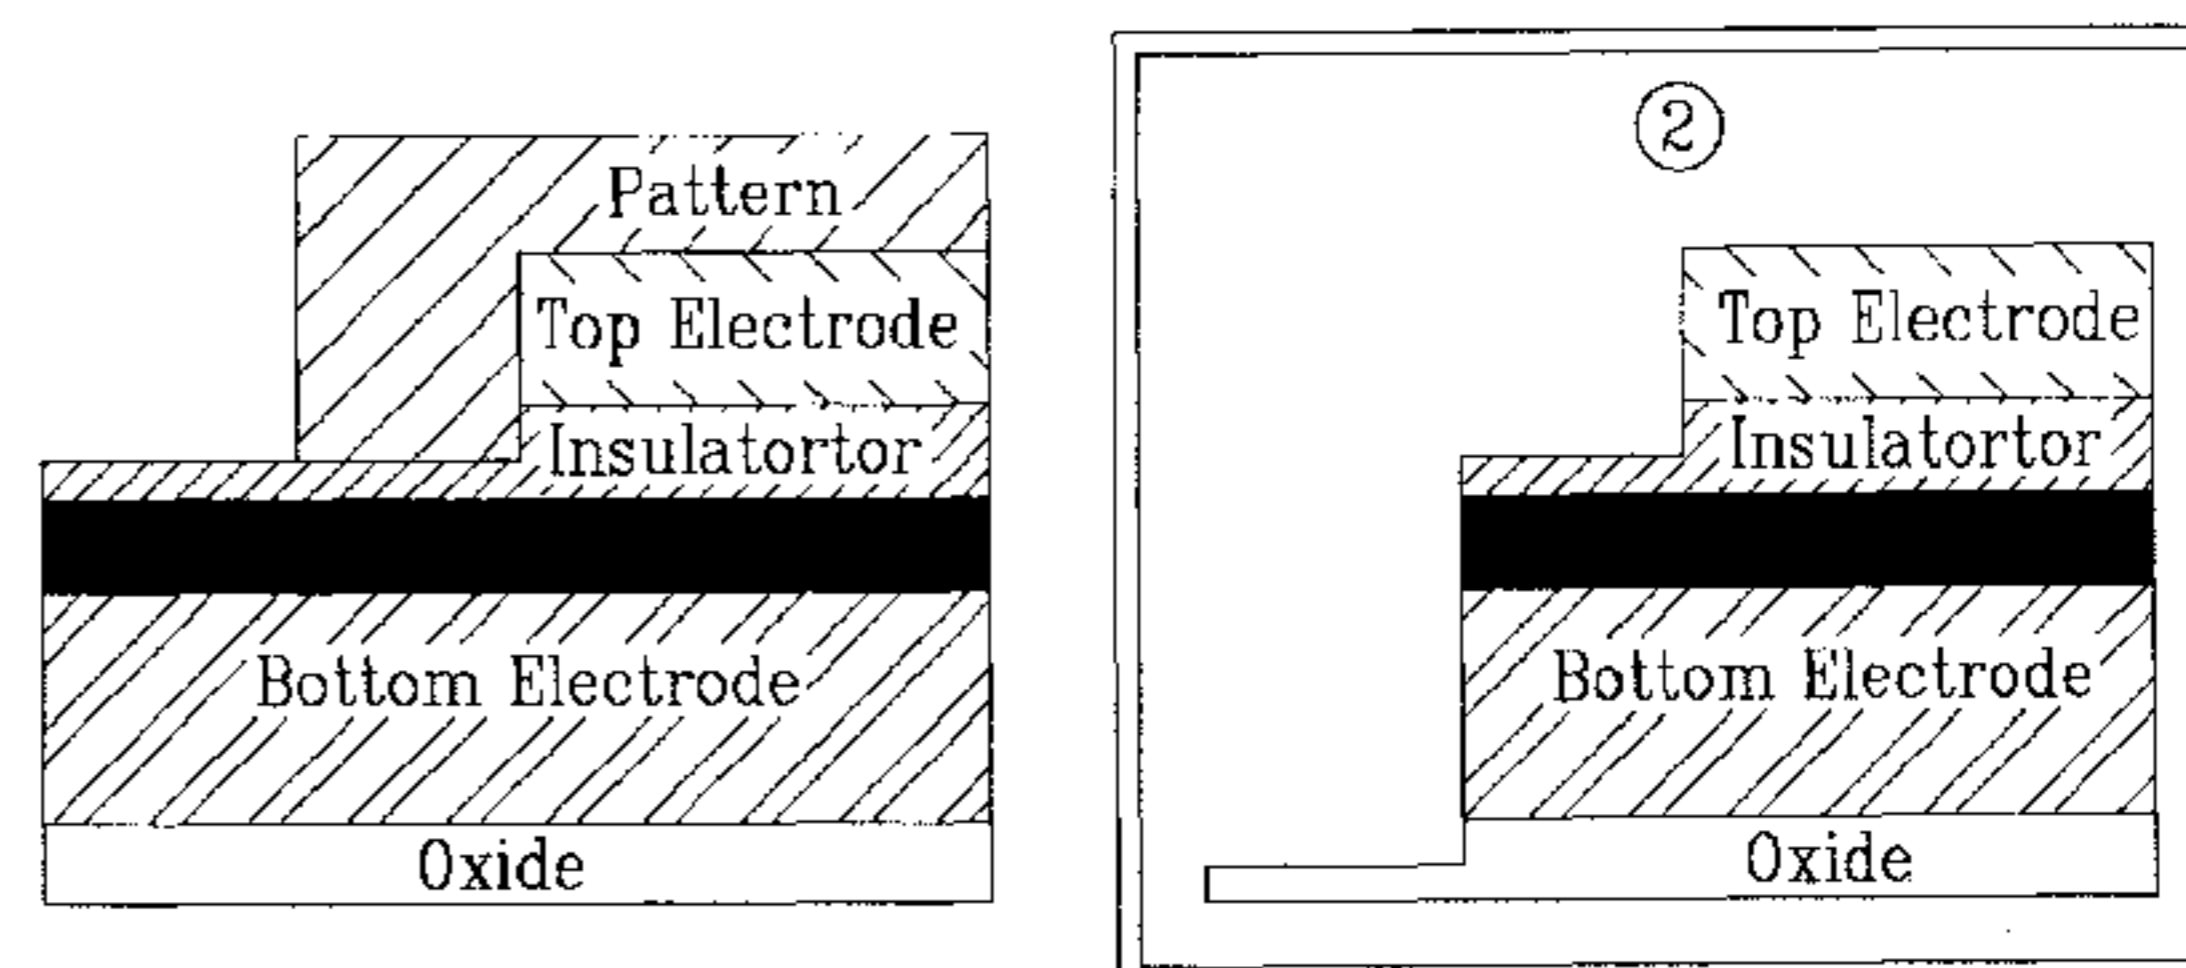 Pattern
Top Electrode
Insulatortor
Bottom Electrode
Oxide
2
Top Electrode
Insulatortor
Bottom Electrode
Oxide